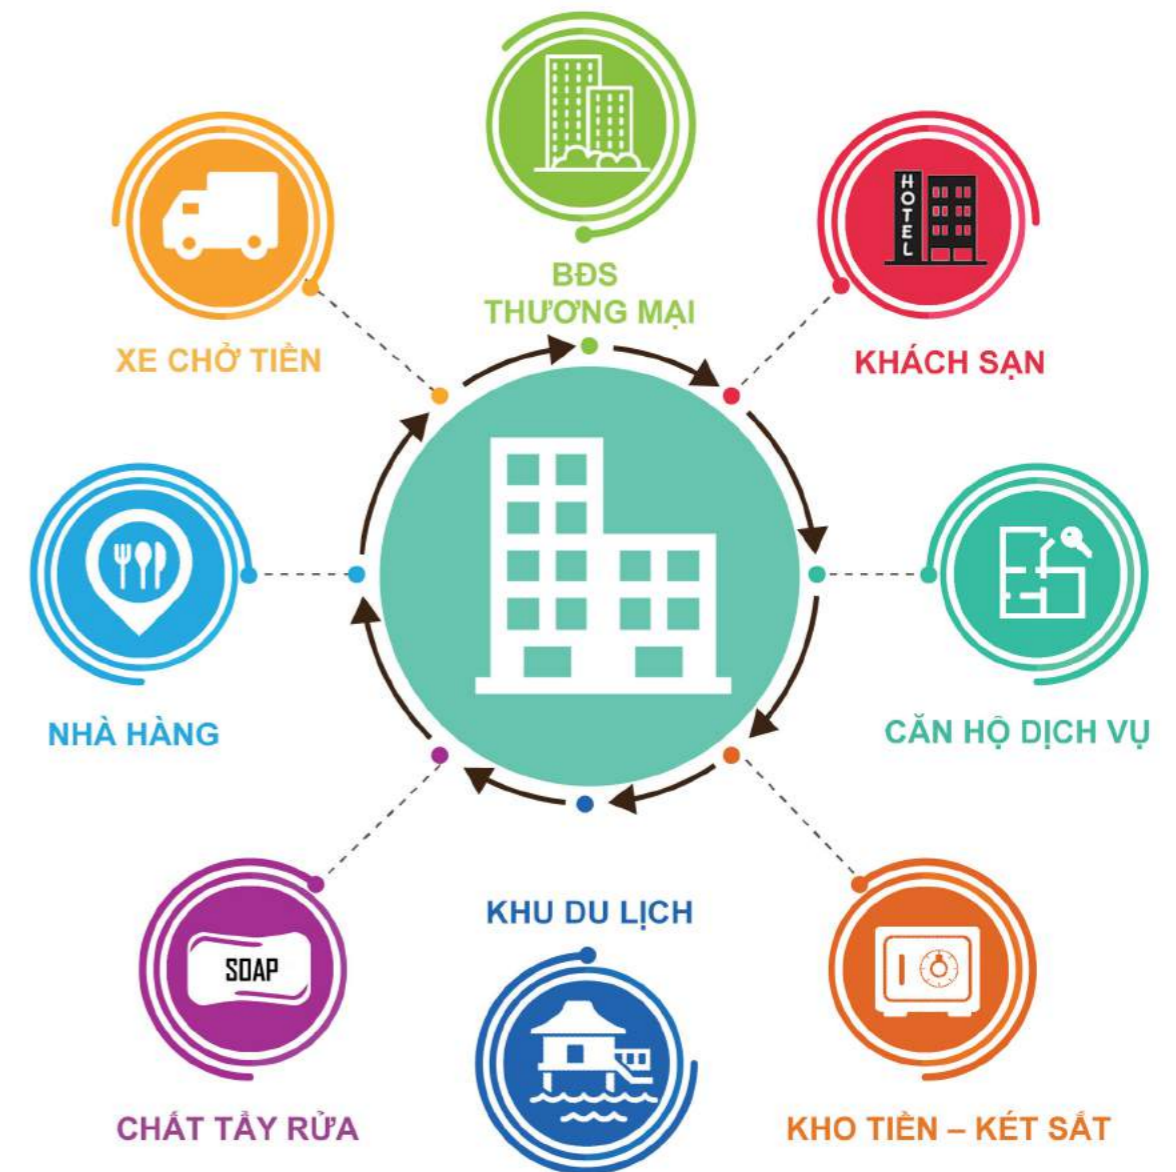 BĐS
THƯƠNG MẠI
HOTEL
XE CHỞ TIỀN
KHÁCH SẠN
NHÀ HÀNG
CĂN HỘ DỊCH VỤ
KHU DU LỊCH
SOAP
CHẤT TẨY RỬA
KHO TIỀN – KÉT SẮT